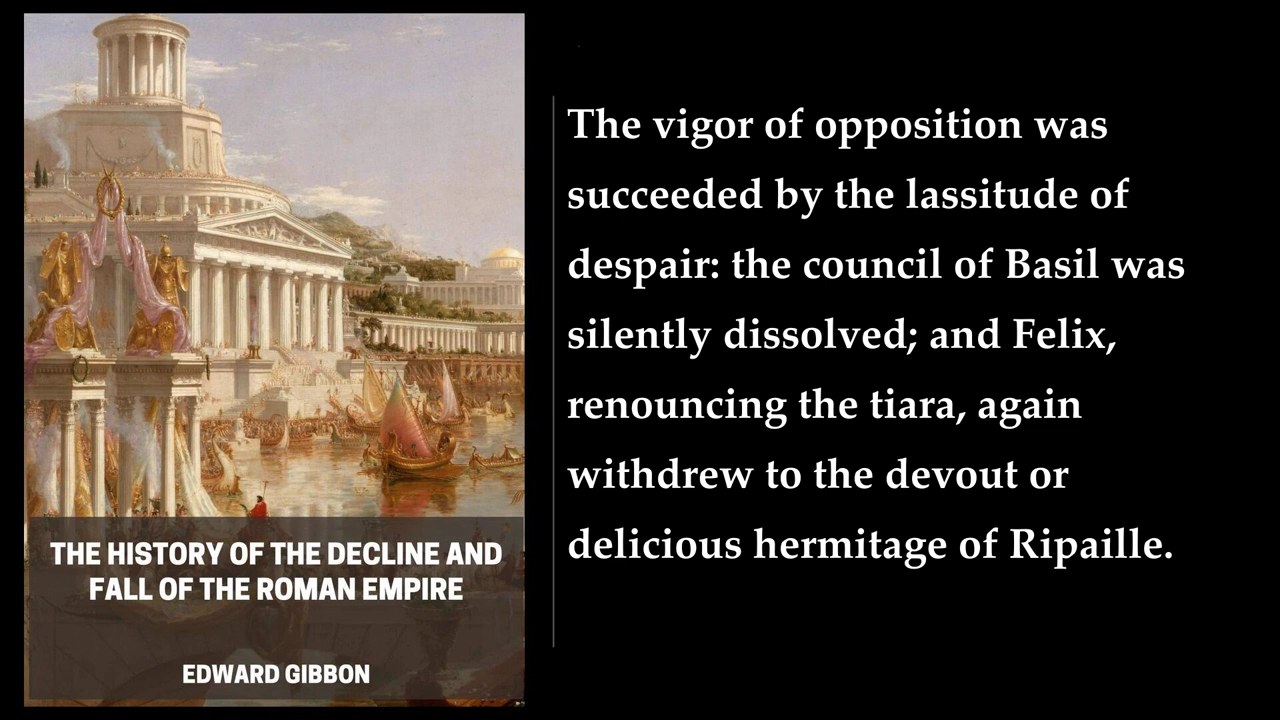 THE HISTORY OF THE DECLINE AND
FALL OF THE ROMAN EMPIRE
EDWARD GIBBON
The vigor of opposition was
succeeded by the lassitude of
despair: the council of Basil was
silently dissolved; and Felix,
renouncing the tiara, again
withdrew to the devout or
delicious hermitage of Ripaille.